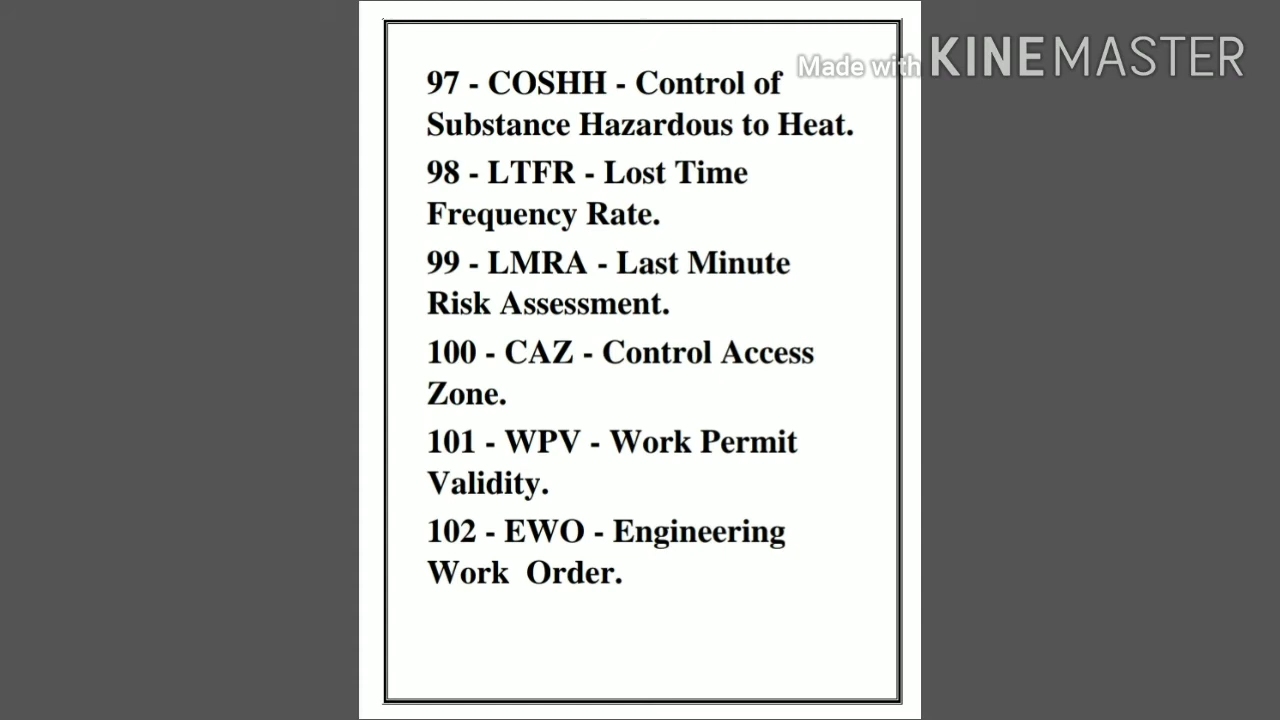 Made with KINEMASTER
97 - COSHH - Control of
Substance Hazardous to Heat.
98 - LTFR - Lost Time
Frequency Rate.
99 - LMRA - Last Minute
Risk Assessment.
100 - CAZ - Control Access
Zone.
101 - WPV - Work Permit
Validity.
102 - EWO - Engineering
Work  Order.